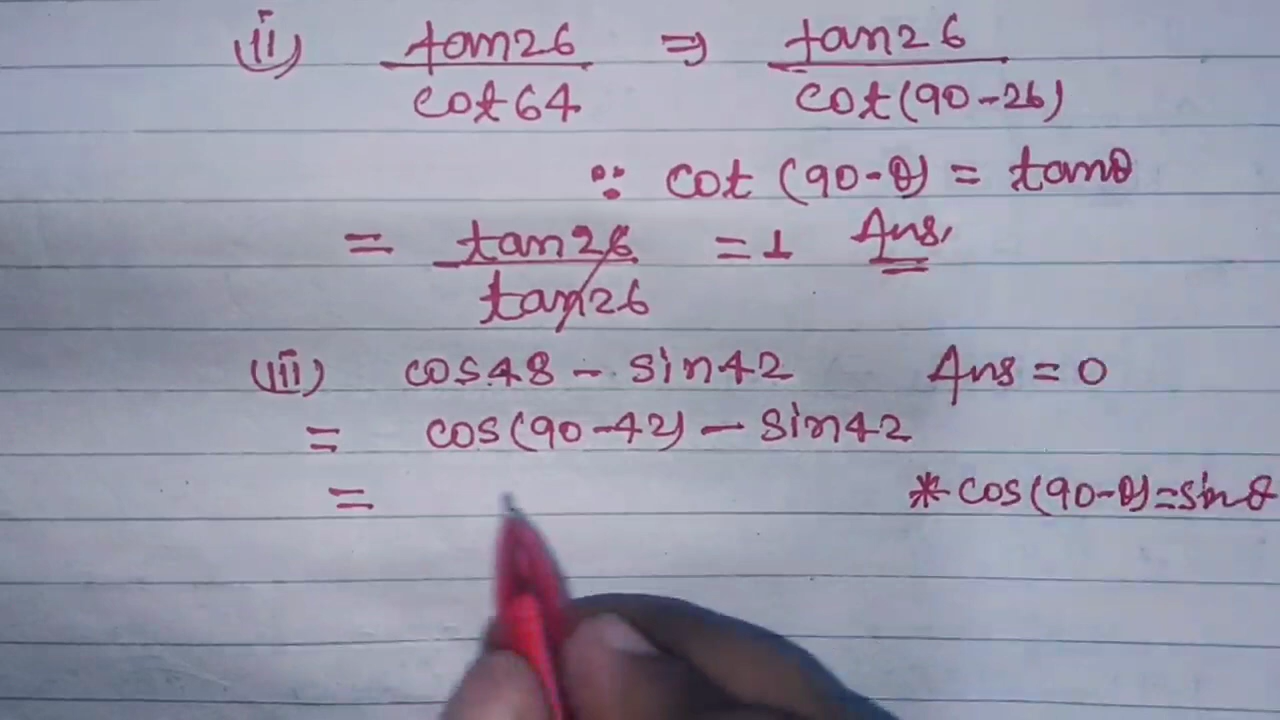 (ii) tan26/cot64 ⇒ tan26/cot(90-26)
∵ cot (90-θ) = tanθ
= tan26/tan26 = 1 Ans.
(iii) cos48 - sin42 Ans = 0
= cos(90-42) - sin42
= * cos(90-θ)=sinθ